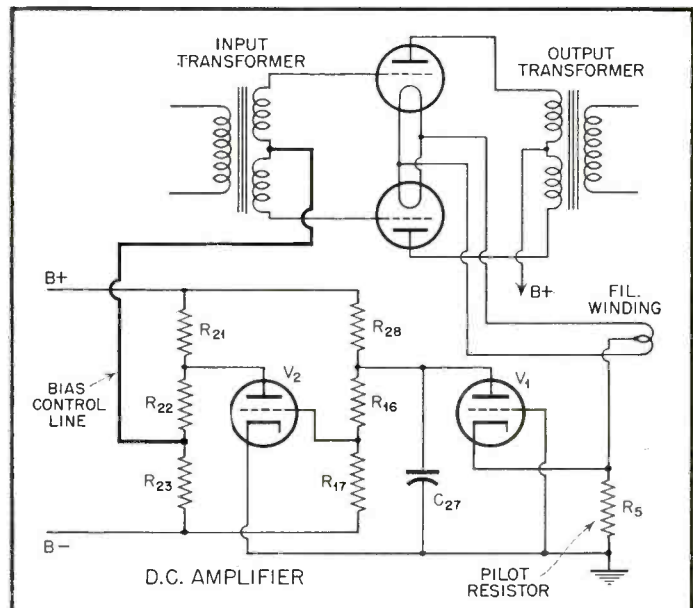 INPUT
TRANSFORMER
OUTPUT
TRANSFORMER
B+
B+
FIL.
WINDING
R21
R28
V2
V1
BIAS
CONTROL
LINE
R22
R16
R23
R17
C27
R5
B−
D.C. AMPLIFIER
PILOT
RESISTOR